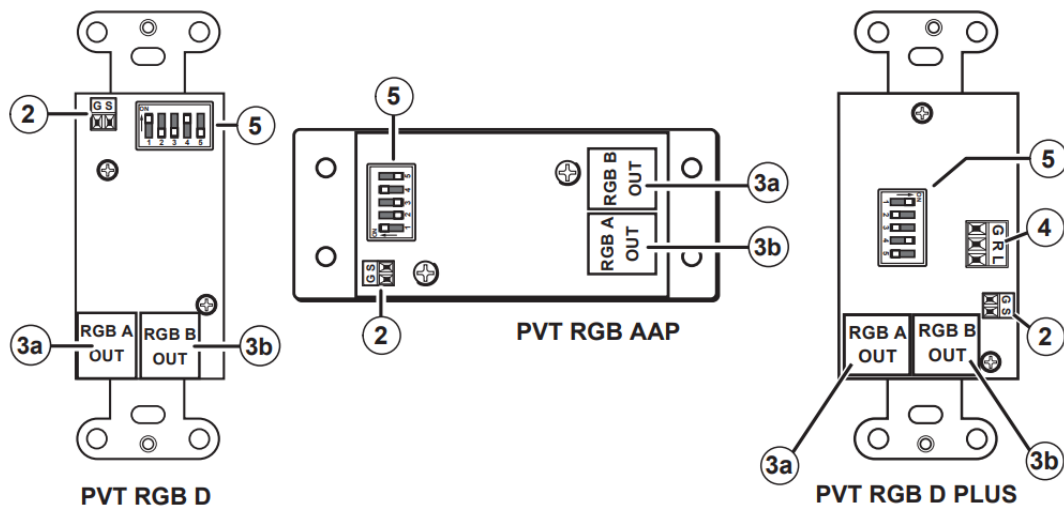 2
G S
ON
1 2 3 4 5
5
RGB A
OUT
RGB B
OUT
3a
3b
PVT RGB D
5
5
4
3
2
1
ON
G S
2
RGB B
OUT
RGB A
OUT
3a
3b
PVT RGB AAP
ON
1
2
3
4
5
5
G R L
4
G S
2
RGB A
OUT
RGB B
OUT
3a
3b
PVT RGB D PLUS